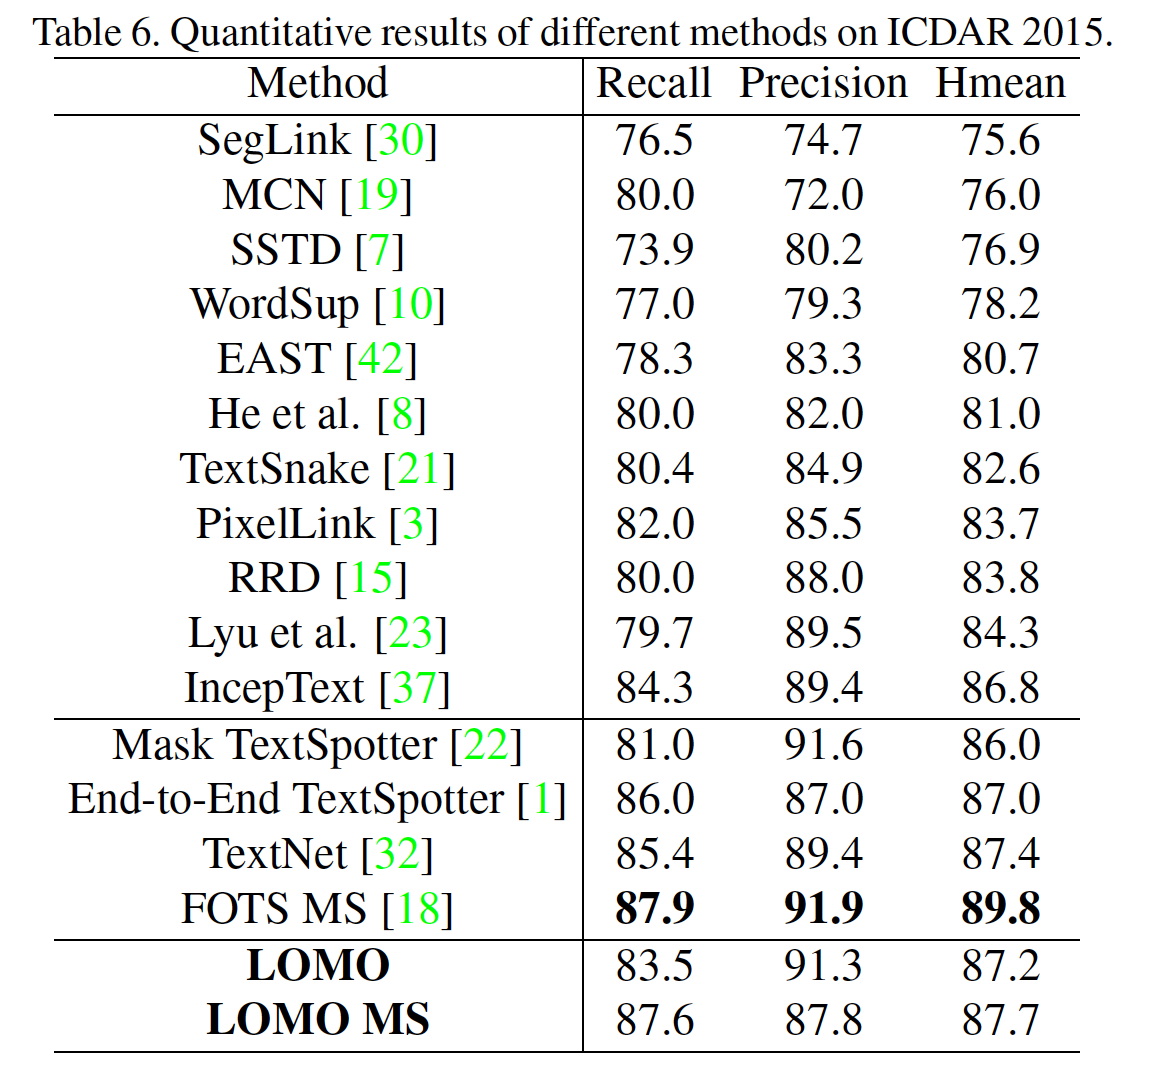 Table 6. Quantitative results of different methods on ICDAR 2015.
Method Recall Precision Hmean
SegLink [30] 76.5 74.7 75.6
MCN [19] 80.0 72.0 76.0
SSTD [7] 73.9 80.2 76.9
WordSup [10] 77.0 79.3 78.2
EAST [42] 78.3 83.3 80.7
He et al. [8] 80.0 82.0 81.0
TextSnake [21] 80.4 84.9 82.6
PixelLink [3] 82.0 85.5 83.7
RRD [15] 80.0 88.0 83.8
Lyu et al. [23] 79.7 89.5 84.3
IncepText [37] 84.3 89.4 86.8
Mask TextSpotter [22] 81.0 91.6 86.0
End-to-End TextSpotter [1] 86.0 87.0 87.0
TextNet [32] 85.4 89.4 87.4
FOTS MS [18] 87.9 91.9 89.8
LOMO 83.5 91.3 87.2
LOMO MS 87.6 87.8 87.7